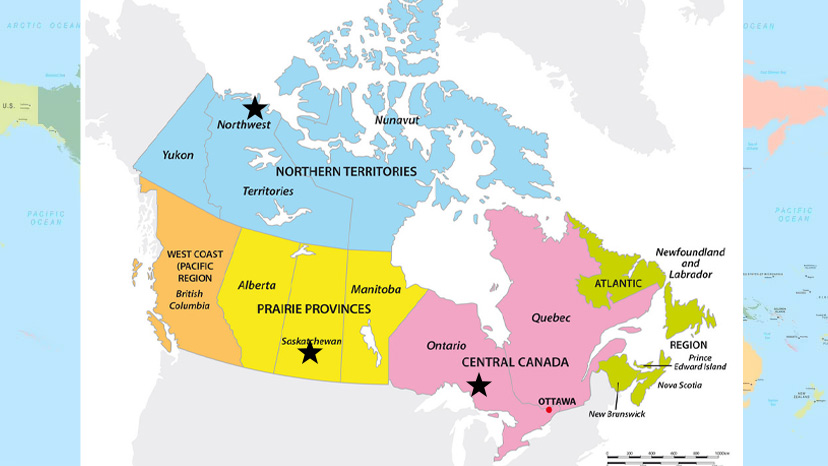 ARCTIC OCEAN
OCEAN
U.S.
Northwest
Nunavut
Yukon
NORTHERN TERRITORIES
Territories
PACIFIC
OCEAN
PACIFIC
OCEAN
WEST COAST
(PACIFIC
REGION
British
Columbia
Alberta
Manitoba
PRAIRIE PROVINCES
Saskatchewan
Newfoundland
and
Labrador
ATLANTIC
Quebec
Ontario
REGION
CENTRAL CANADA
Prince
Edward Island
Nova Scotia
OTTAWA
New Brunswick